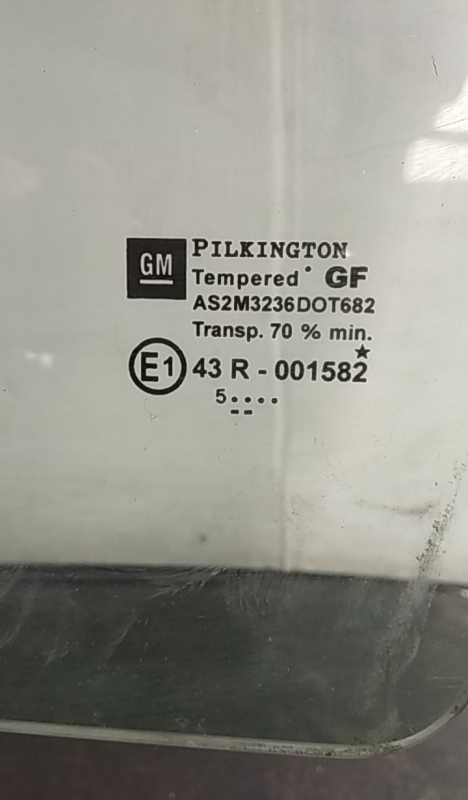 GM
PILKINGTON
Tempered • GF
AS2M3236DOT682
Transp. 70 % min.
E1 43 R - 001582 ★
5....
--